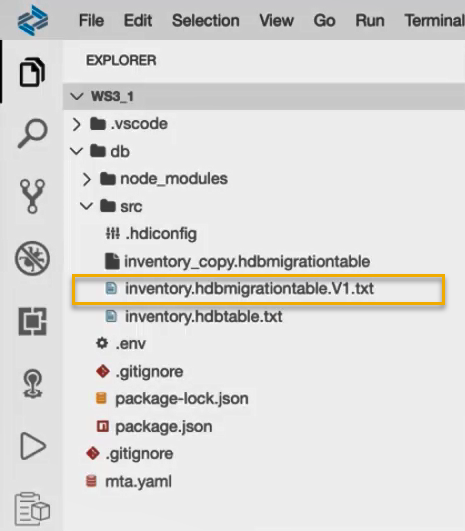 File Edit Selection View Go Run Terminal
EXPLORER
WS3_1
.vscode
db
node_modules
src
.hdiconfig
inventory_copy.hdbmigrationtable
inventory.hdbmigrationtable.V1.txt
inventory.hdbtable.txt
.env
.gitignore
package-lock.json
package.json
.gitignore
mta.yaml